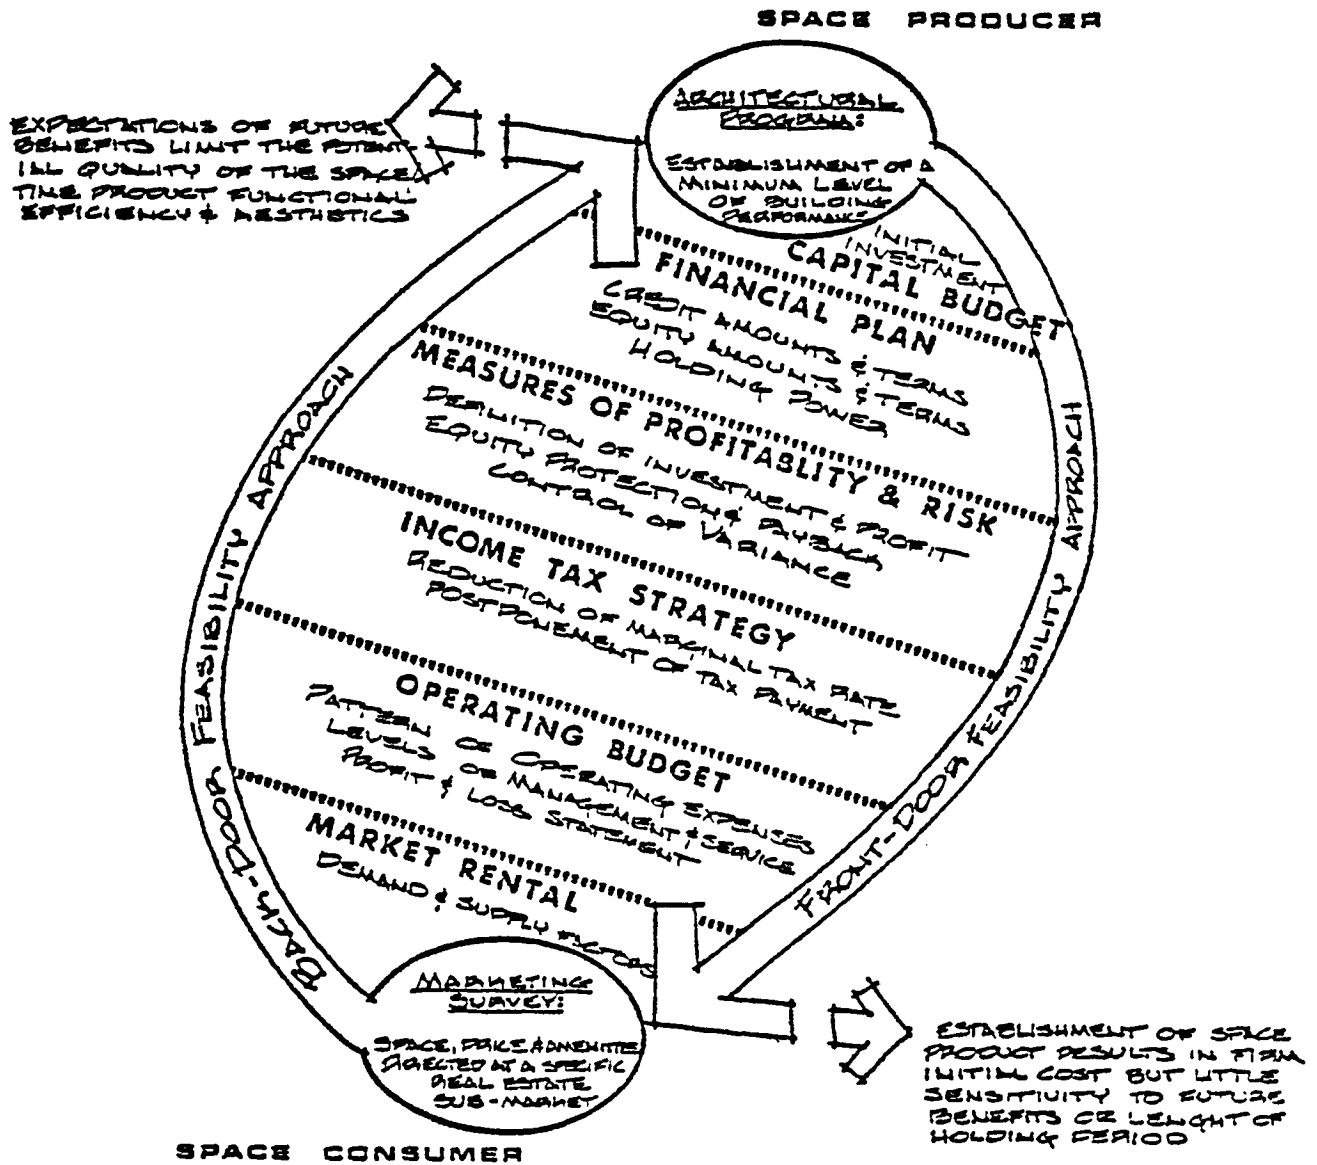 SPACE PRODUCER
ARCHITECTURAL
PROGRAM:
ESTABLISHMENT OF A
MINIMUM LEVEL
OF BUILDING
PERFORMANCE
EXPECTATIONS OF FUTURE
BENEFITS LIMIT THE POTENT-
IAL QUALITY OF THE SPACE
TIME PRODUCT FUNCTIONAL
EFFICIENCY & AESTHETICS
INITIAL
INVESTMENT
CAPITAL BUDGET
FINANCIAL PLAN
CREDIT AMOUNTS & TERMS
EQUITY AMOUNTS & TERMS
HOLDING POWER
MEASURES OF PROFITABLITY & RISK
DEFINITION OF INVESTMENT & PROFIT
EQUITY PROTECTION & PAYBACK
CONTROL OF VARIANCE
INCOME TAX STRATEGY
REDUCTION OF MARGINAL TAX RATE
POSTPONEMENT OF TAX PAYMENT
OPERATING BUDGET
PATTERN OF OPERATING EXPENSES
LEVELS OF MANAGEMENT & SERVICE
PROFIT & LOSS STATEMENT
MARKET RENTAL
DEMAND & SUPPLY FACTORS
BACK-DOOR FEASIBILITY APPROACH
FRONT-DOOR FEASIBILITY APPROACH
MARKETING
SURVEY:
SPACE, PRICE & AMENITIE
DIRECTED AT A SPECIFIC
REAL ESTATE
SUB-MARKET
ESTABLISHMENT OF SPACE
PRODUCT RESULTS IN FIRM
INITIAL COST BUT LITTLE
SENSITIVITY TO FUTURE
BENEFITS OR LENGHT OF
HOLDING PERIOD
SPACE CONSUMER